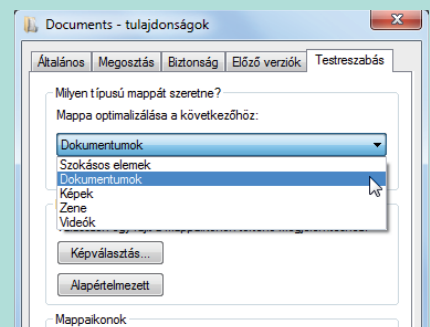 Documents - tulajdonságok
Általános Megosztás Biztonság Előző verziók Testreszabás
Milyen típusú mappát szeretne?
Mappa optimalizálása a következőhöz:
Dokumentumok
Szokásos elemek
Dokumentumok
Képek
Zene
Videók
Képválasztás...
Alapértelmezett
Mappaikonok